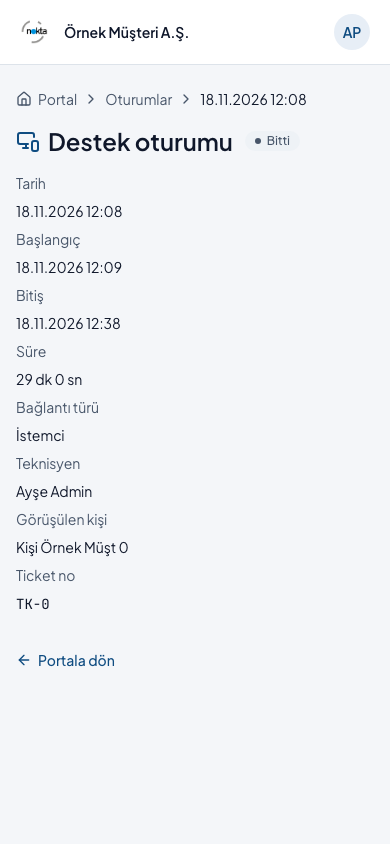 nokta
Örnek Müşteri A.Ş.
AP
Portal
Oturumlar
18.11.2026 12:08
Destek oturumu
Bitti
Tarih
18.11.2026 12:08
Başlangıç
18.11.2026 12:09
Bitiş
18.11.2026 12:38
Süre
29 dk 0 sn
Bağlantı türü
İstemci
Teknisyen
Ayşe Admin
Görüşülen kişi
Kişi Örnek Müşt 0
Ticket no
TK-0
Portala dön